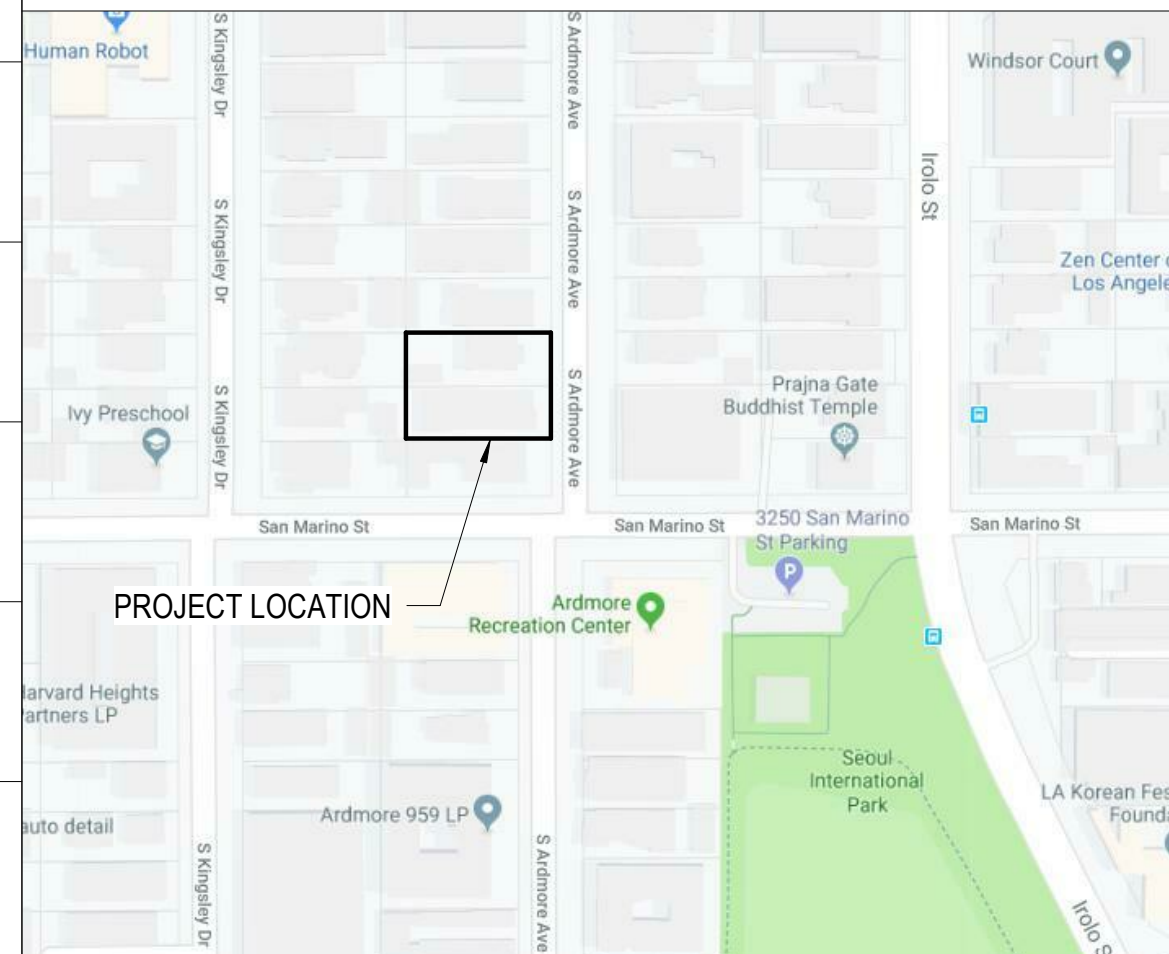 Human Robot
S Kingsley Dr
S Ardmore Ave
Windsor Court
Irolo St
S Kingsley Dr
S Ardmore Ave
Zen Center
Los Angele
S Kingsley Dr
S Ardmore Ave
Ivy Preschool
Prajna Gate
Buddhist Temple
San Marino St
San Marino St
3250 San Marino
St Parking
San Marino St
P
PROJECT LOCATION
Ardmore
Recreation Center
arvard Heights
artners LP
Seoul
International
Park
LA Korean Fes
Founda
Ardmore 959 LP
auto detail
S Kingsley Dr
S Ardmore Ave
Irolo S